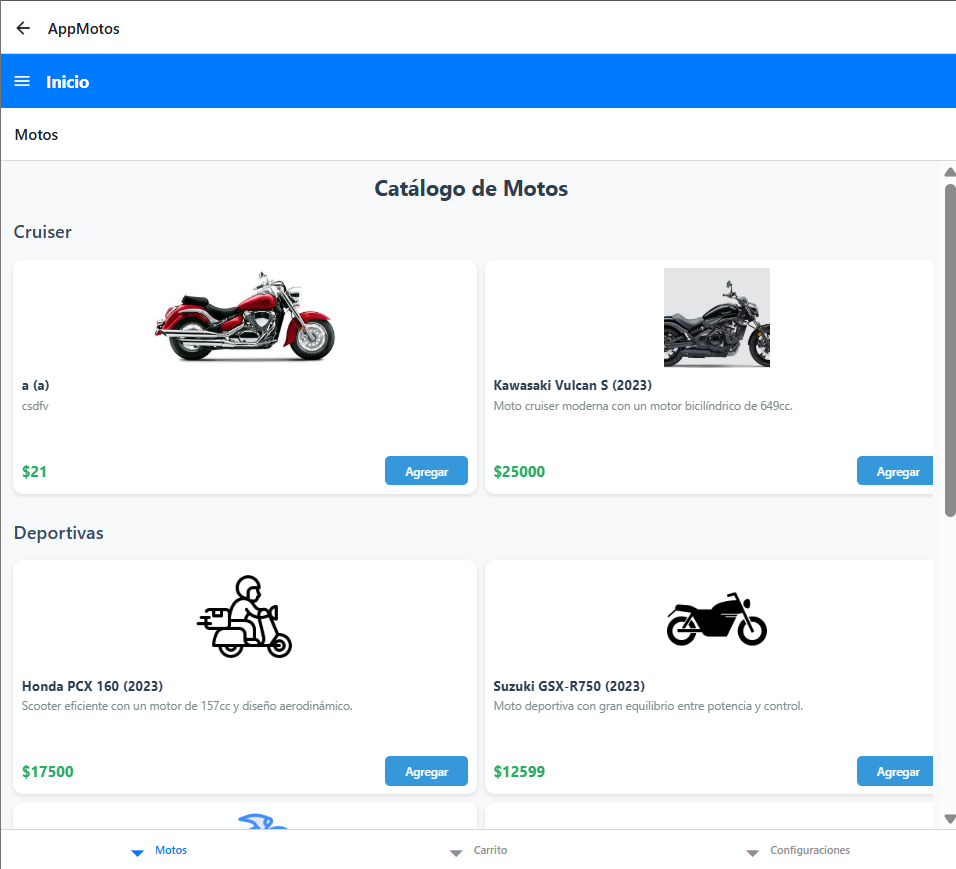 AppMotos
Inicio
Motos
Catálogo de Motos
Cruiser
a (a)
csdfv
$21
Agregar
Kawasaki Vulcan S (2023)
Moto cruiser moderna con un motor bicilíndrico de 649cc.
$25000
Agregar
Deportivas
Honda PCX 160 (2023)
Scooter eficiente con un motor de 157cc y diseño aerodinámico.
$17500
Agregar
Suzuki GSX-R750 (2023)
Moto deportiva con gran equilibrio entre potencia y control.
$12599
Agregar
Motos
Carrito
Configuraciones